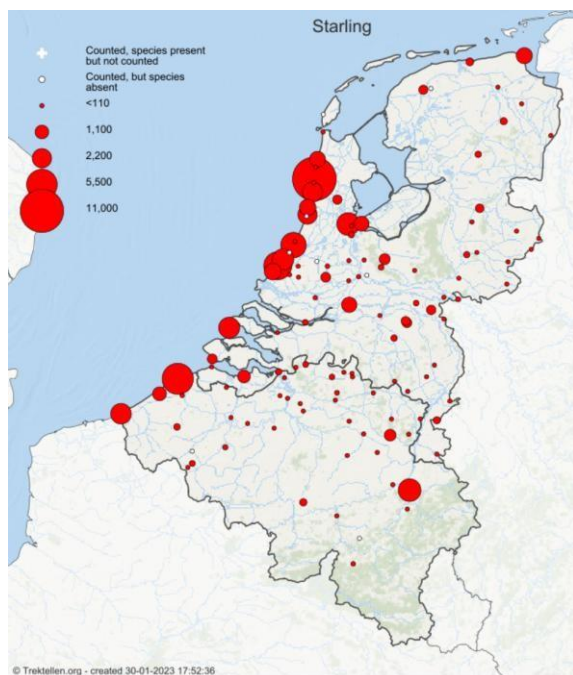 Starling
Counted, species present
but not counted
Counted, but species
absent
<110
1,100
2,200
5,500
11,000
© Trektellen.org - created 30-01-2023 17:52:36